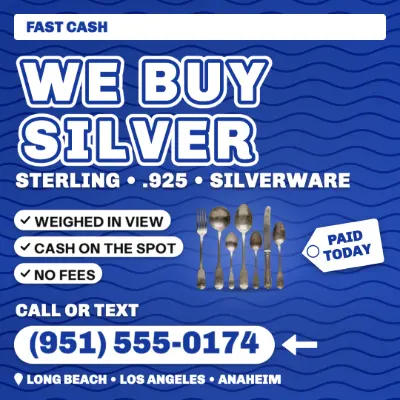 FAST CASH
WE BUY
SILVER
STERLING • .925 • SILVERWARE
WEIGHED IN VIEW
CASH ON THE SPOT
NO FEES
PAID
TODAY
CALL OR TEXT
(951) 555-0174
LONG BEACH • LOS ANGELES • ANAHEIM